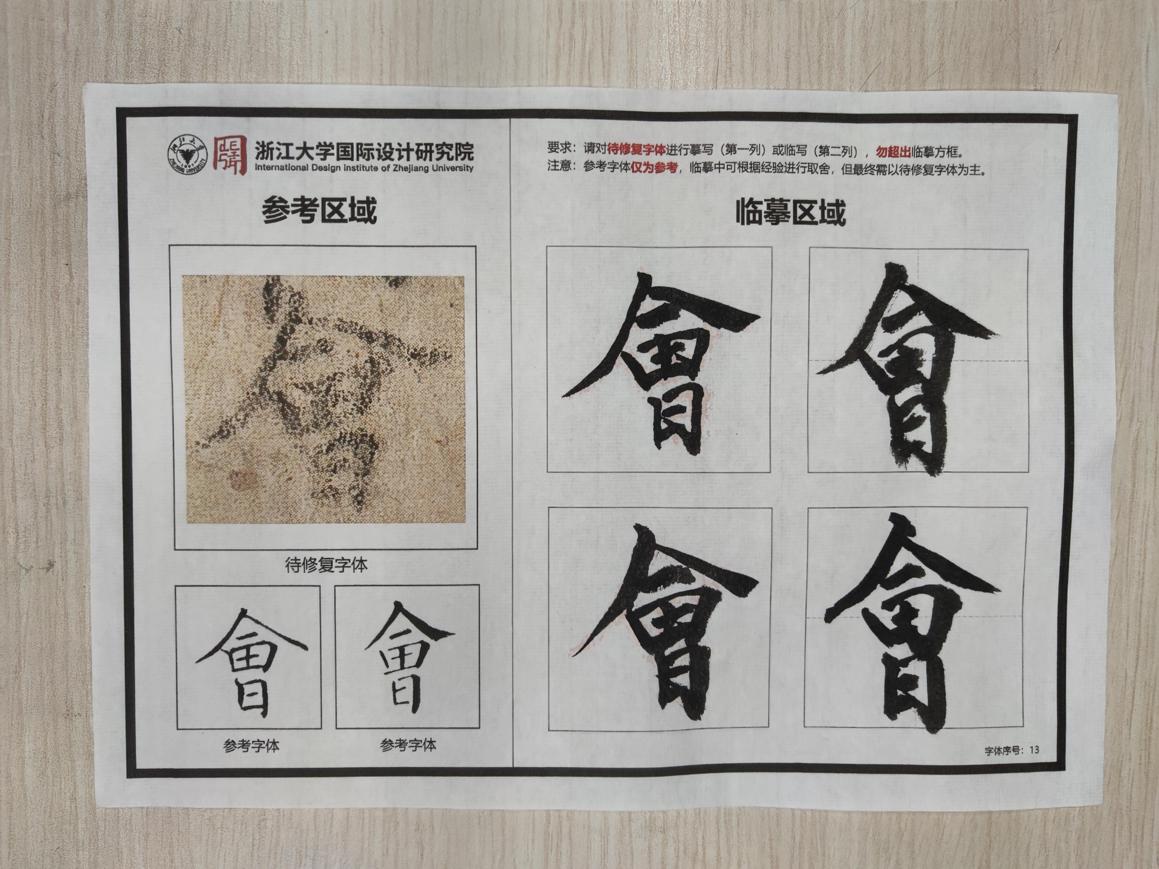 浙江大学国际设计研究院
International Design Institute of Zhejiang University
参考区域
會
待修复字体
會
會
参考字体
参考字体
要求：请对待修复字体进行摹写（第一列）或临写（第二列），勿超出临摹方框。
注意：参考字体仅为参考，临摹中可根据经验进行取舍，但最终需以待修复字体为主。
临摹区域
會
會
會
會
字体序号：13